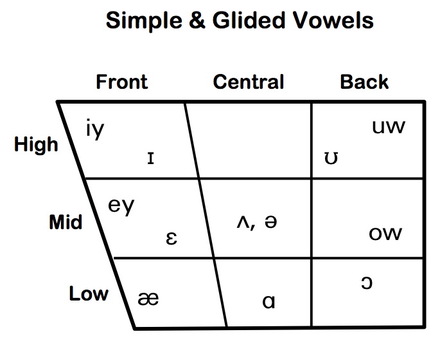 Simple & Glided Vowels
Front Central Back
High iy ɪ uw ʊ
Mid ey ɛ ʌ, ə ow
Low æ ɑ ɔ